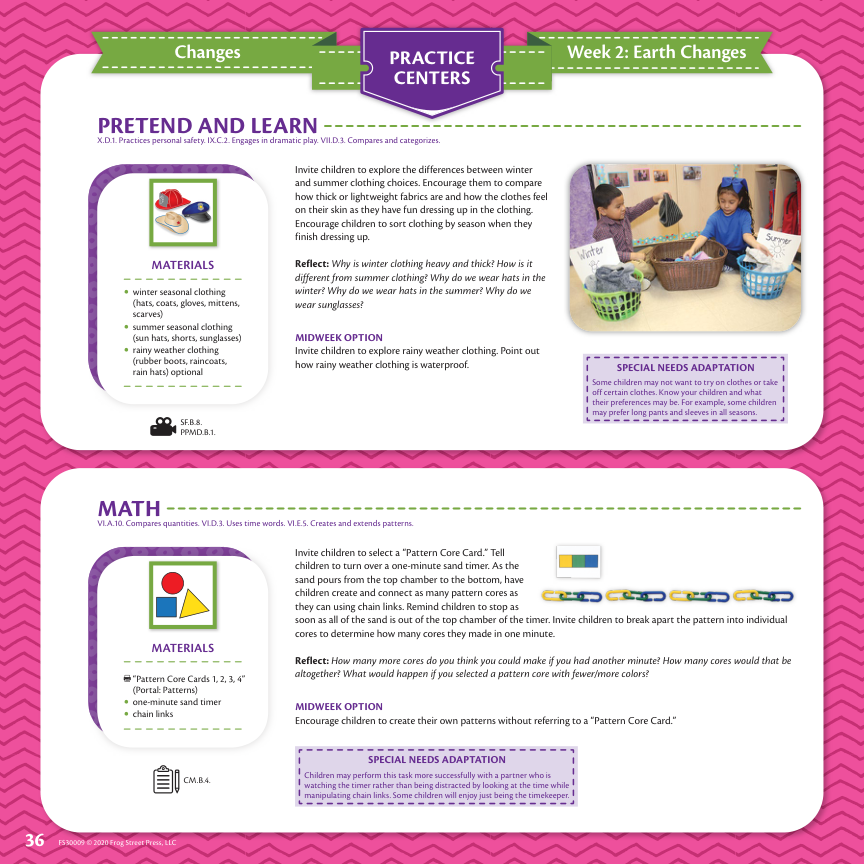 Changes
PRACTICE
CENTERS
Week 2: Earth Changes
PRETEND AND LEARN
X.D.1. Practices personal safety. IX.C.2. Engages in dramatic play. VII.D.3. Compares and categorizes.
MATERIALS
• winter seasonal clothing
(hats, coats, gloves, mittens,
scarves)
• summer seasonal clothing
(sun hats, shorts, sunglasses)
• rainy weather clothing
(rubber boots, raincoats,
rain hats) optional
SF.B.8.
PPMD.B.1.
Invite children to explore the differences between winter
and summer clothing choices. Encourage them to compare
how thick or lightweight fabrics are and how the clothes feel
on their skin as they have fun dressing up in the clothing.
Encourage children to sort clothing by season when they
finish dressing up.
Reflect: Why is winter clothing heavy and thick? How is it
different from summer clothing? Why do we wear hats in the
winter? Why do we wear hats in the summer? Why do we
wear sunglasses?
MIDWEEK OPTION
Invite children to explore rainy weather clothing. Point out
how rainy weather clothing is waterproof.
Winter
Summer
SPECIAL NEEDS ADAPTATION
Some children may not want to try on clothes or take
off certain clothes. Know your children and what
their preferences may be. For example, some children
may prefer long pants and sleeves in all seasons.
MATH
VI.A.10. Compares quantities. VI.D.3. Uses time words. VI.E.5. Creates and extends patterns.
MATERIALS
"Pattern Core Cards 1, 2, 3, 4"
(Portal: Patterns)
• one-minute sand timer
• chain links
CM.B.4.
Invite children to select a "Pattern Core Card." Tell
children to turn over a one-minute sand timer. As the
sand pours from the top chamber to the bottom, have
children create and connect as many pattern cores as
they can using chain links. Remind children to stop as
soon as all of the sand is out of the top chamber of the timer. Invite children to break apart the pattern into individual
cores to determine how many cores they made in one minute.
Reflect: How many more cores do you think you could make if you had another minute? How many cores would that be
altogether? What would happen if you selected a pattern core with fewer/more colors?
MIDWEEK OPTION
Encourage children to create their own patterns without referring to a "Pattern Core Card."
SPECIAL NEEDS ADAPTATION
Children may perform this task more successfully with a partner who is
watching the timer rather than being distracted by looking at the time while
manipulating chain links. Some children will enjoy just being the timekeeper.
36 FS30009 © 2020 Frog Street Press, LLC